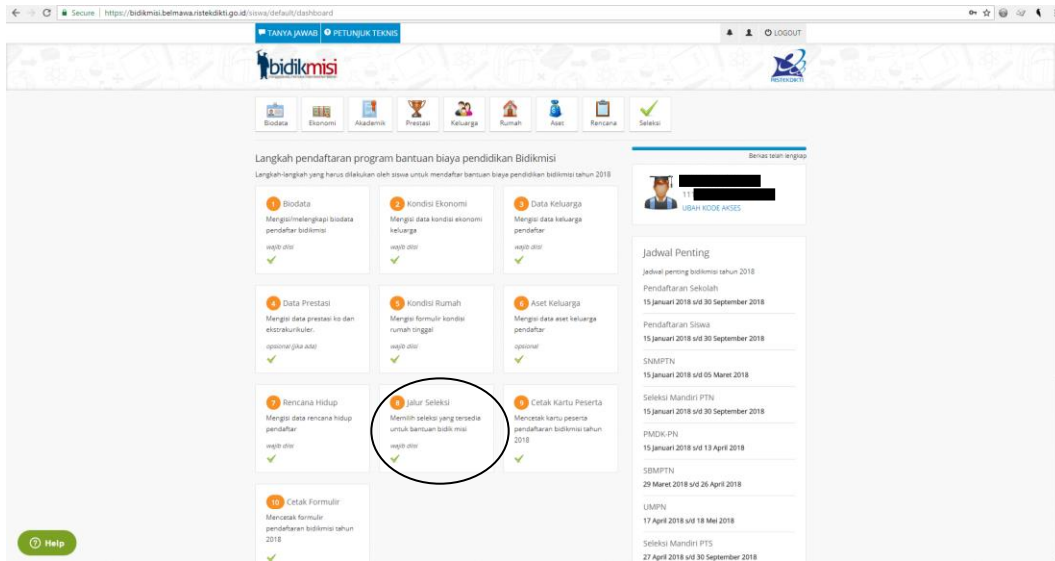 Secure | https://bidikmisi.belmawa.ristekdikti.go.id/siswa/default/dashboard
TANYA JAWAB PETUNJUK TEKNIS
LOGOUT
bidikmisi
RISTEKDIKTI
Biodata Ekonomi Akademik Prestasi Keluarga Rumah Aset Rencana Seleksi
Langkah pendaftaran program bantuan biaya pendidikan Bidikmisi
Langkah-langkah yang harus dilakukan oleh siswa untuk mendaftar bantuan biaya pendidikan bidikmisi tahun 2018
1 Biodata
Mengisi/melengkapi biodata
pendaftar bidikmisi
wajib diisi
2 Kondisi Ekonomi
Mengisi data kondisi ekonomi
keluarga
wajib diisi
3 Data Keluarga
Mengisi data keluarga
pendaftar
wajib diisi
4 Data Prestasi
Mengisi data prestasi ko dan
ekstrakurikuler.
opsional (jika ada)
5 Kondisi Rumah
Mengisi formulir kondisi
rumah tinggal
wajib diisi
6 Aset Keluarga
Mengisi data aset keluarga
pendaftar
opsional
7 Rencana Hidup
Mengisi data rencana hidup
pendaftar
wajib diisi
8 Jalur Seleksi
Memilih seleksi yang tersedia
untuk bantuan bidik misi
wajib diisi
9 Cetak Kartu Peserta
Mencetak kartu peserta
pendaftaran bidikmisi tahun
2018
10 Cetak Formulir
Mencetak formulir
pendaftaran bidikmisi tahun
2018
Berkas telah lengkap
11
UBAH KODE AKSES
Jadwal Penting
Jadwal penting bidikmisi tahun 2018
Pendaftaran Sekolah
15 Januari 2018 s/d 30 September 2018
Pendaftaran Siswa
15 Januari 2018 s/d 30 September 2018
SNMPTN
15 Januari 2018 s/d 05 Maret 2018
Seleksi Mandiri PTN
15 Januari 2018 s/d 30 September 2018
PMDK-PN
15 Januari 2018 s/d 13 April 2018
SBMPTN
29 Maret 2018 s/d 26 April 2018
UMPN
17 April 2018 s/d 18 Mei 2018
Seleksi Mandiri PTS
27 April 2018 s/d 30 September 2018
Help